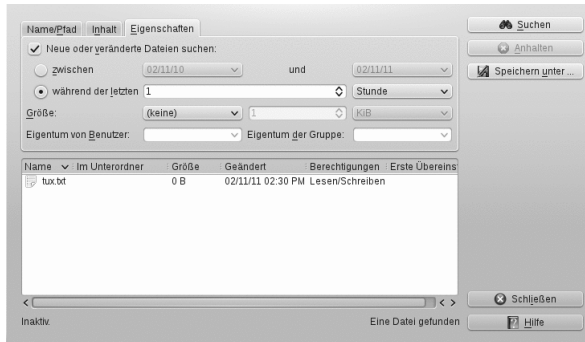 Name/Pfad Inhalt Eigenschaften
Neue oder veränderte Dateien suchen:
zwischen 02/11/10 und 02/11/11
während der letzten 1 Stunde
Größe: (keine) 1 KiB
Eigentum von Benutzer: Eigentum der Gruppe:
Name Im Unterordner Größe Geändert Berechtigungen Erste Übereins
tux.txt 0 B 02/11/11 02:30 PM Lesen/Schreiben
Inaktiv. Eine Datei gefunden
Suchen
Anhalten
Speichern unter ...
Schließen
Hilfe